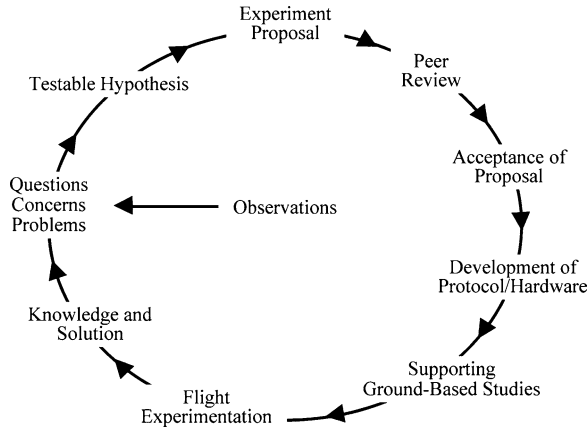 Experiment
Proposal
Peer
Review
Acceptance of
Proposal
Development of
Protocol/Hardware
Supporting
Ground-Based Studies
Flight
Experimentation
Knowledge and
Solution
Questions
Concerns
Problems
Testable Hypothesis
Observations